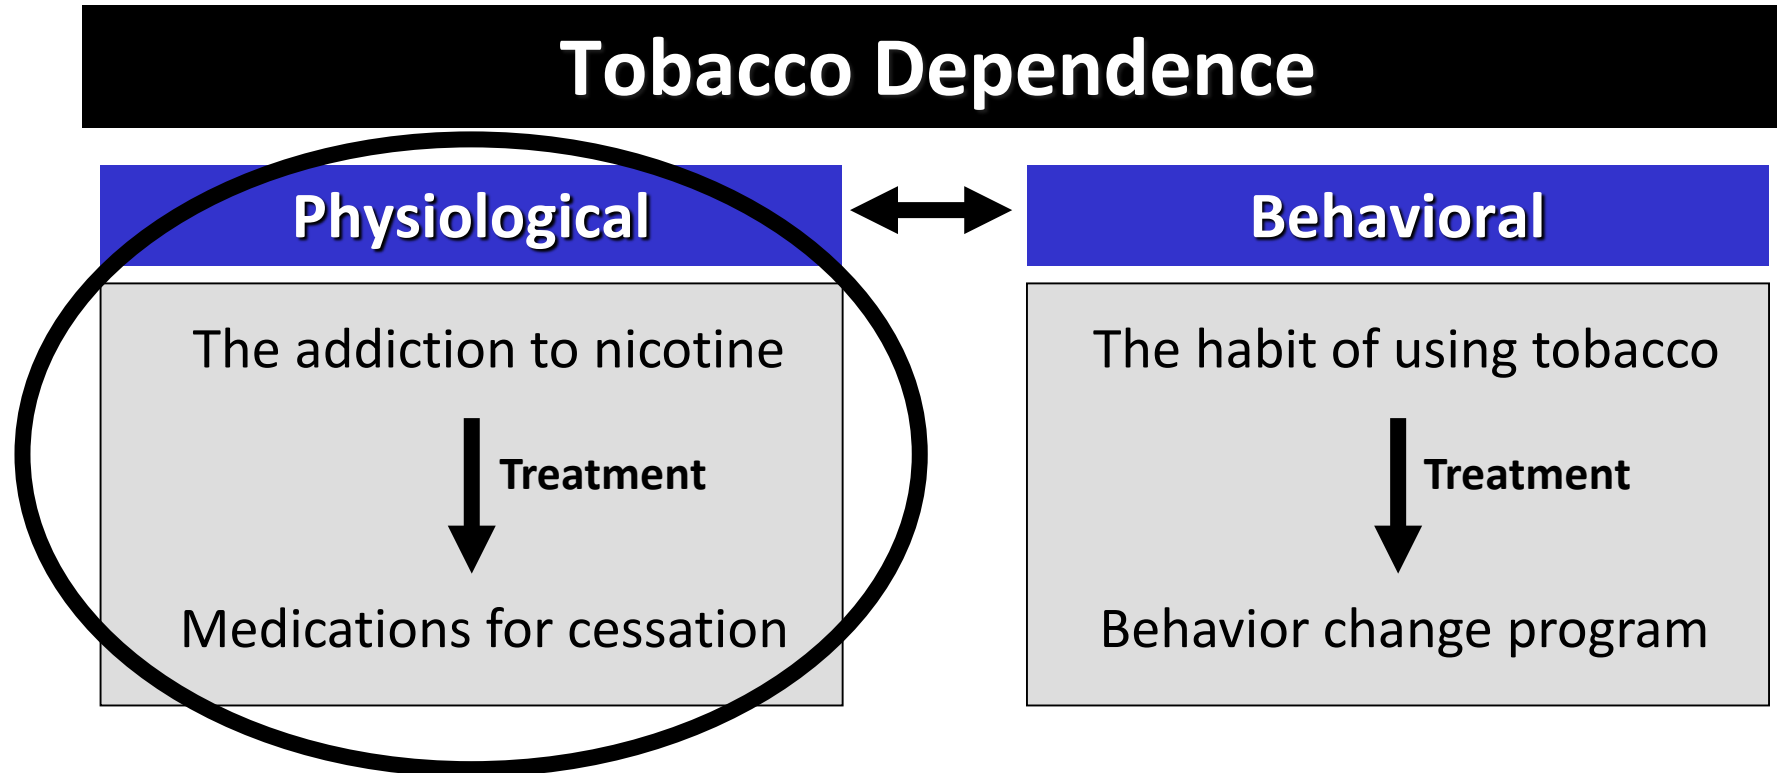 Tobacco Dependence
Physiological
The addiction to nicotine
Treatment
Medications for cessation
Behavioral
The habit of using tobacco
Treatment
Behavior change program